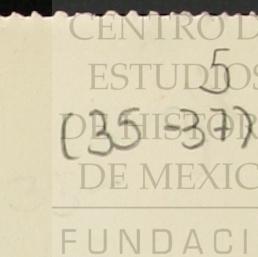 CENTRO D
ESTUDIOS
5
DE HISTOR
(35-37)
DE MEXIC
FUNDACI